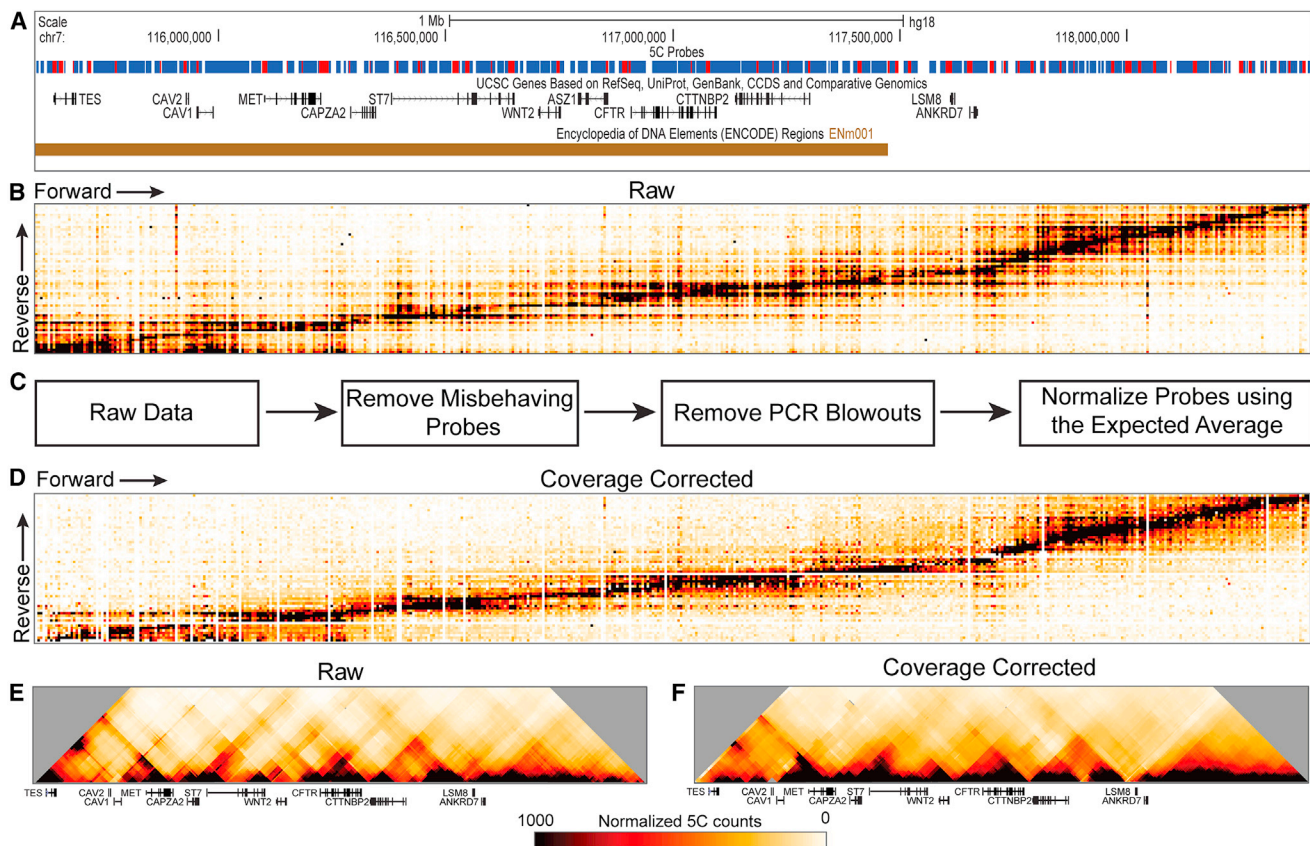 A
Scale
1 Mb
hg18
chr7:
116,000,000
116,500,000
117,000,000
117,500,000
118,000,000
5C Probes
UCSC Genes Based on RefSeq, UniProt, GenBank, CCDS and Comparative Genomics
TES
CAV2
MET
ST7
ASZ1
CTTNBP2
LSM8
CAV1
CAPZA2
WNT2
CFTR
ANKRD7
Encyclopedia of DNA Elements (ENCODE) Regions ENm001
B
Forward
Raw
Reverse
C
Raw Data
Remove Misbehaving
Probes
Remove PCR Blowouts
Normalize Probes using
the Expected Average
D
Forward
Coverage Corrected
Reverse
E
Raw
TES
CAV2
MET
ST7
CFTR
LSM8
CAV1
CAPZA2
WNT2
CTTNBP2
ANKRD7
F
Coverage Corrected
TES
CAV2
MET
ST7
CFTR
LSM8
CAV1
CAPZA2
WNT2
CTTNBP2
ANKRD7
1000 Normalized 5C counts 0